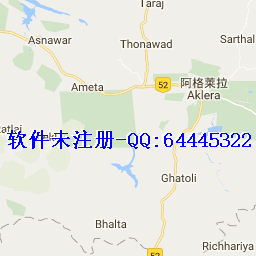 Taraj
Asnawar
Thonawad
Sarthal
Ameta
52
阿格莱拉
Aklera
软件未注册-QQ:64445322
52
Ghatoli
Bhalta
52
Richhariya